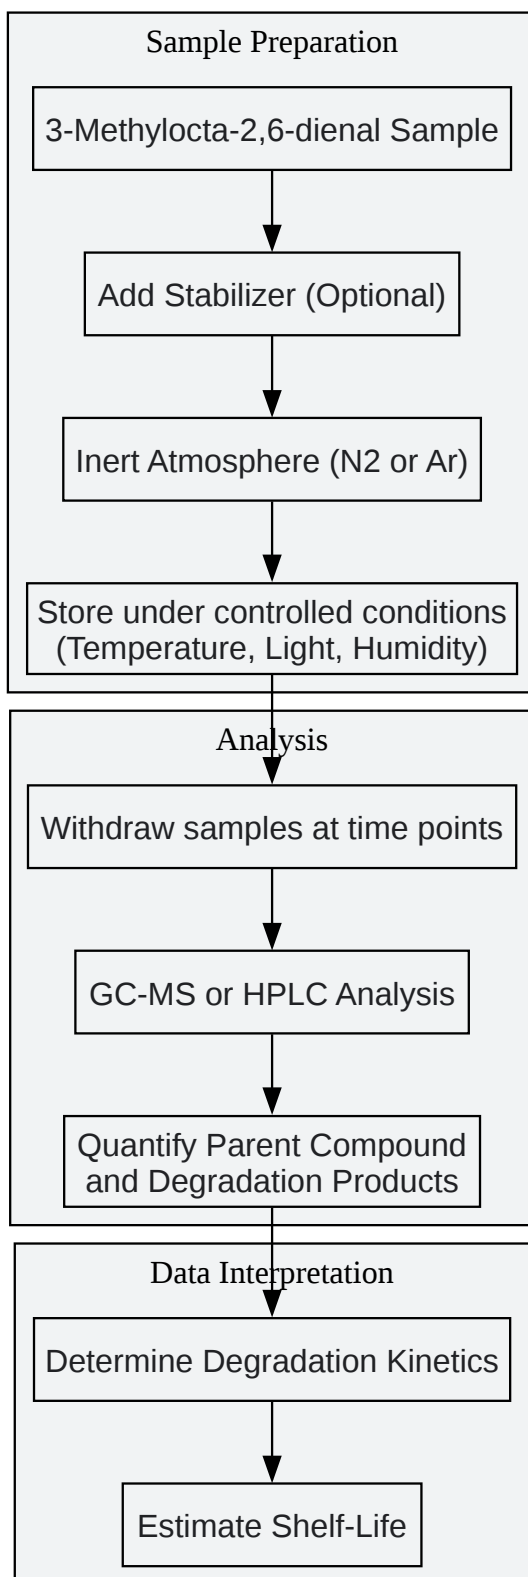 Sample Preparation
3-Methylocta-2,6-dienal Sample
Add Stabilizer (Optional)
Inert Atmosphere (N2 or Ar)
Store under controlled conditions
(Temperature, Light, Humidity)
Analysis
Withdraw samples at time points
GC-MS or HPLC Analysis
Quantify Parent Compound
and Degradation Products
Data Interpretation
Determine Degradation Kinetics
Estimate Shelf-Life